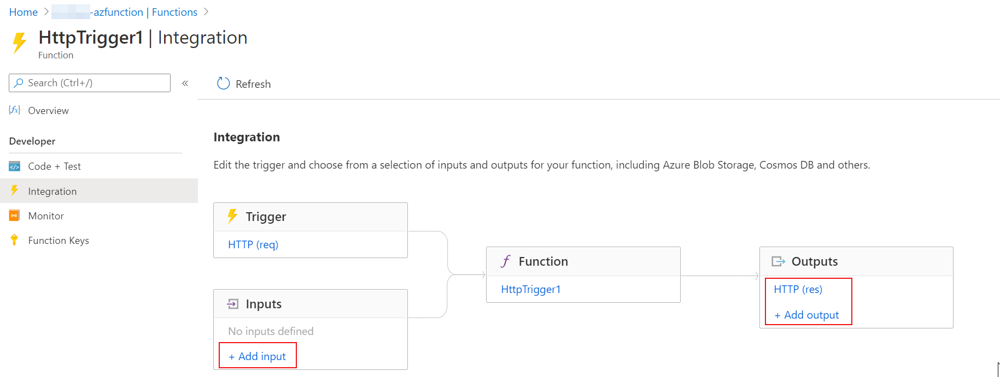 Home > -azfunction | Functions >
HttpTrigger1 | Integration
Function
Search (Ctrl+/)
«
Refresh
Overview
Developer
Code + Test
Integration
Monitor
Function Keys
Integration
Edit the trigger and choose from a selection of inputs and outputs for your function, including Azure Blob Storage, Cosmos DB and others.
Trigger
HTTP (req)
Inputs
No inputs defined
+ Add input
Function
HttpTrigger1
Outputs
HTTP (res)
+ Add output